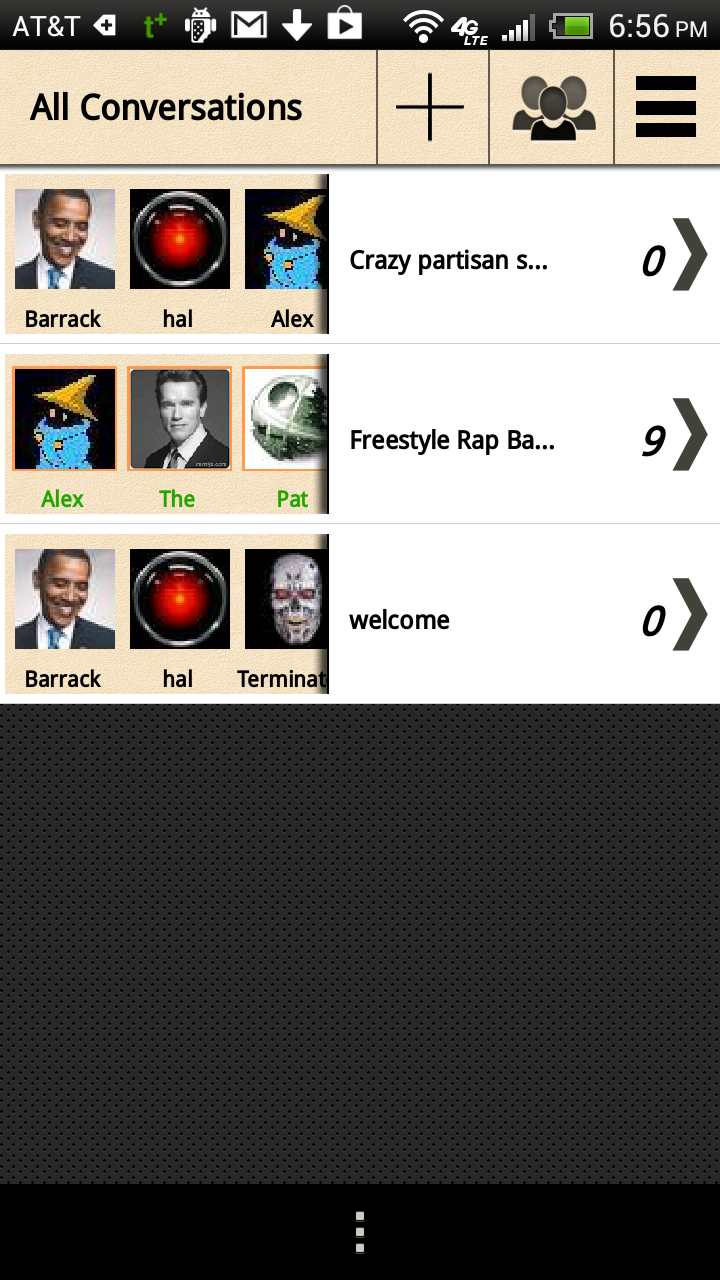 AT&T t+ 4G LTE 6:56 PM
All Conversations
Barrack hal Alex
Crazy partisan s... 0
Alex The Pat
Freestyle Rap Ba... 9
Barrack hal Terminat
welcome 0